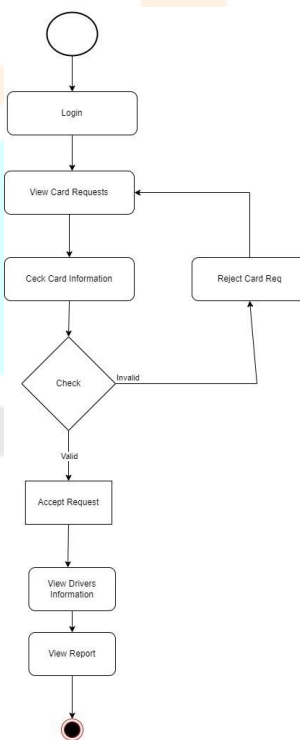 Login
View Card Requests
Ceck Card Information
Reject Card Req
Check
Invalid
Valid
Accept Request
View Drivers
Information
View Report